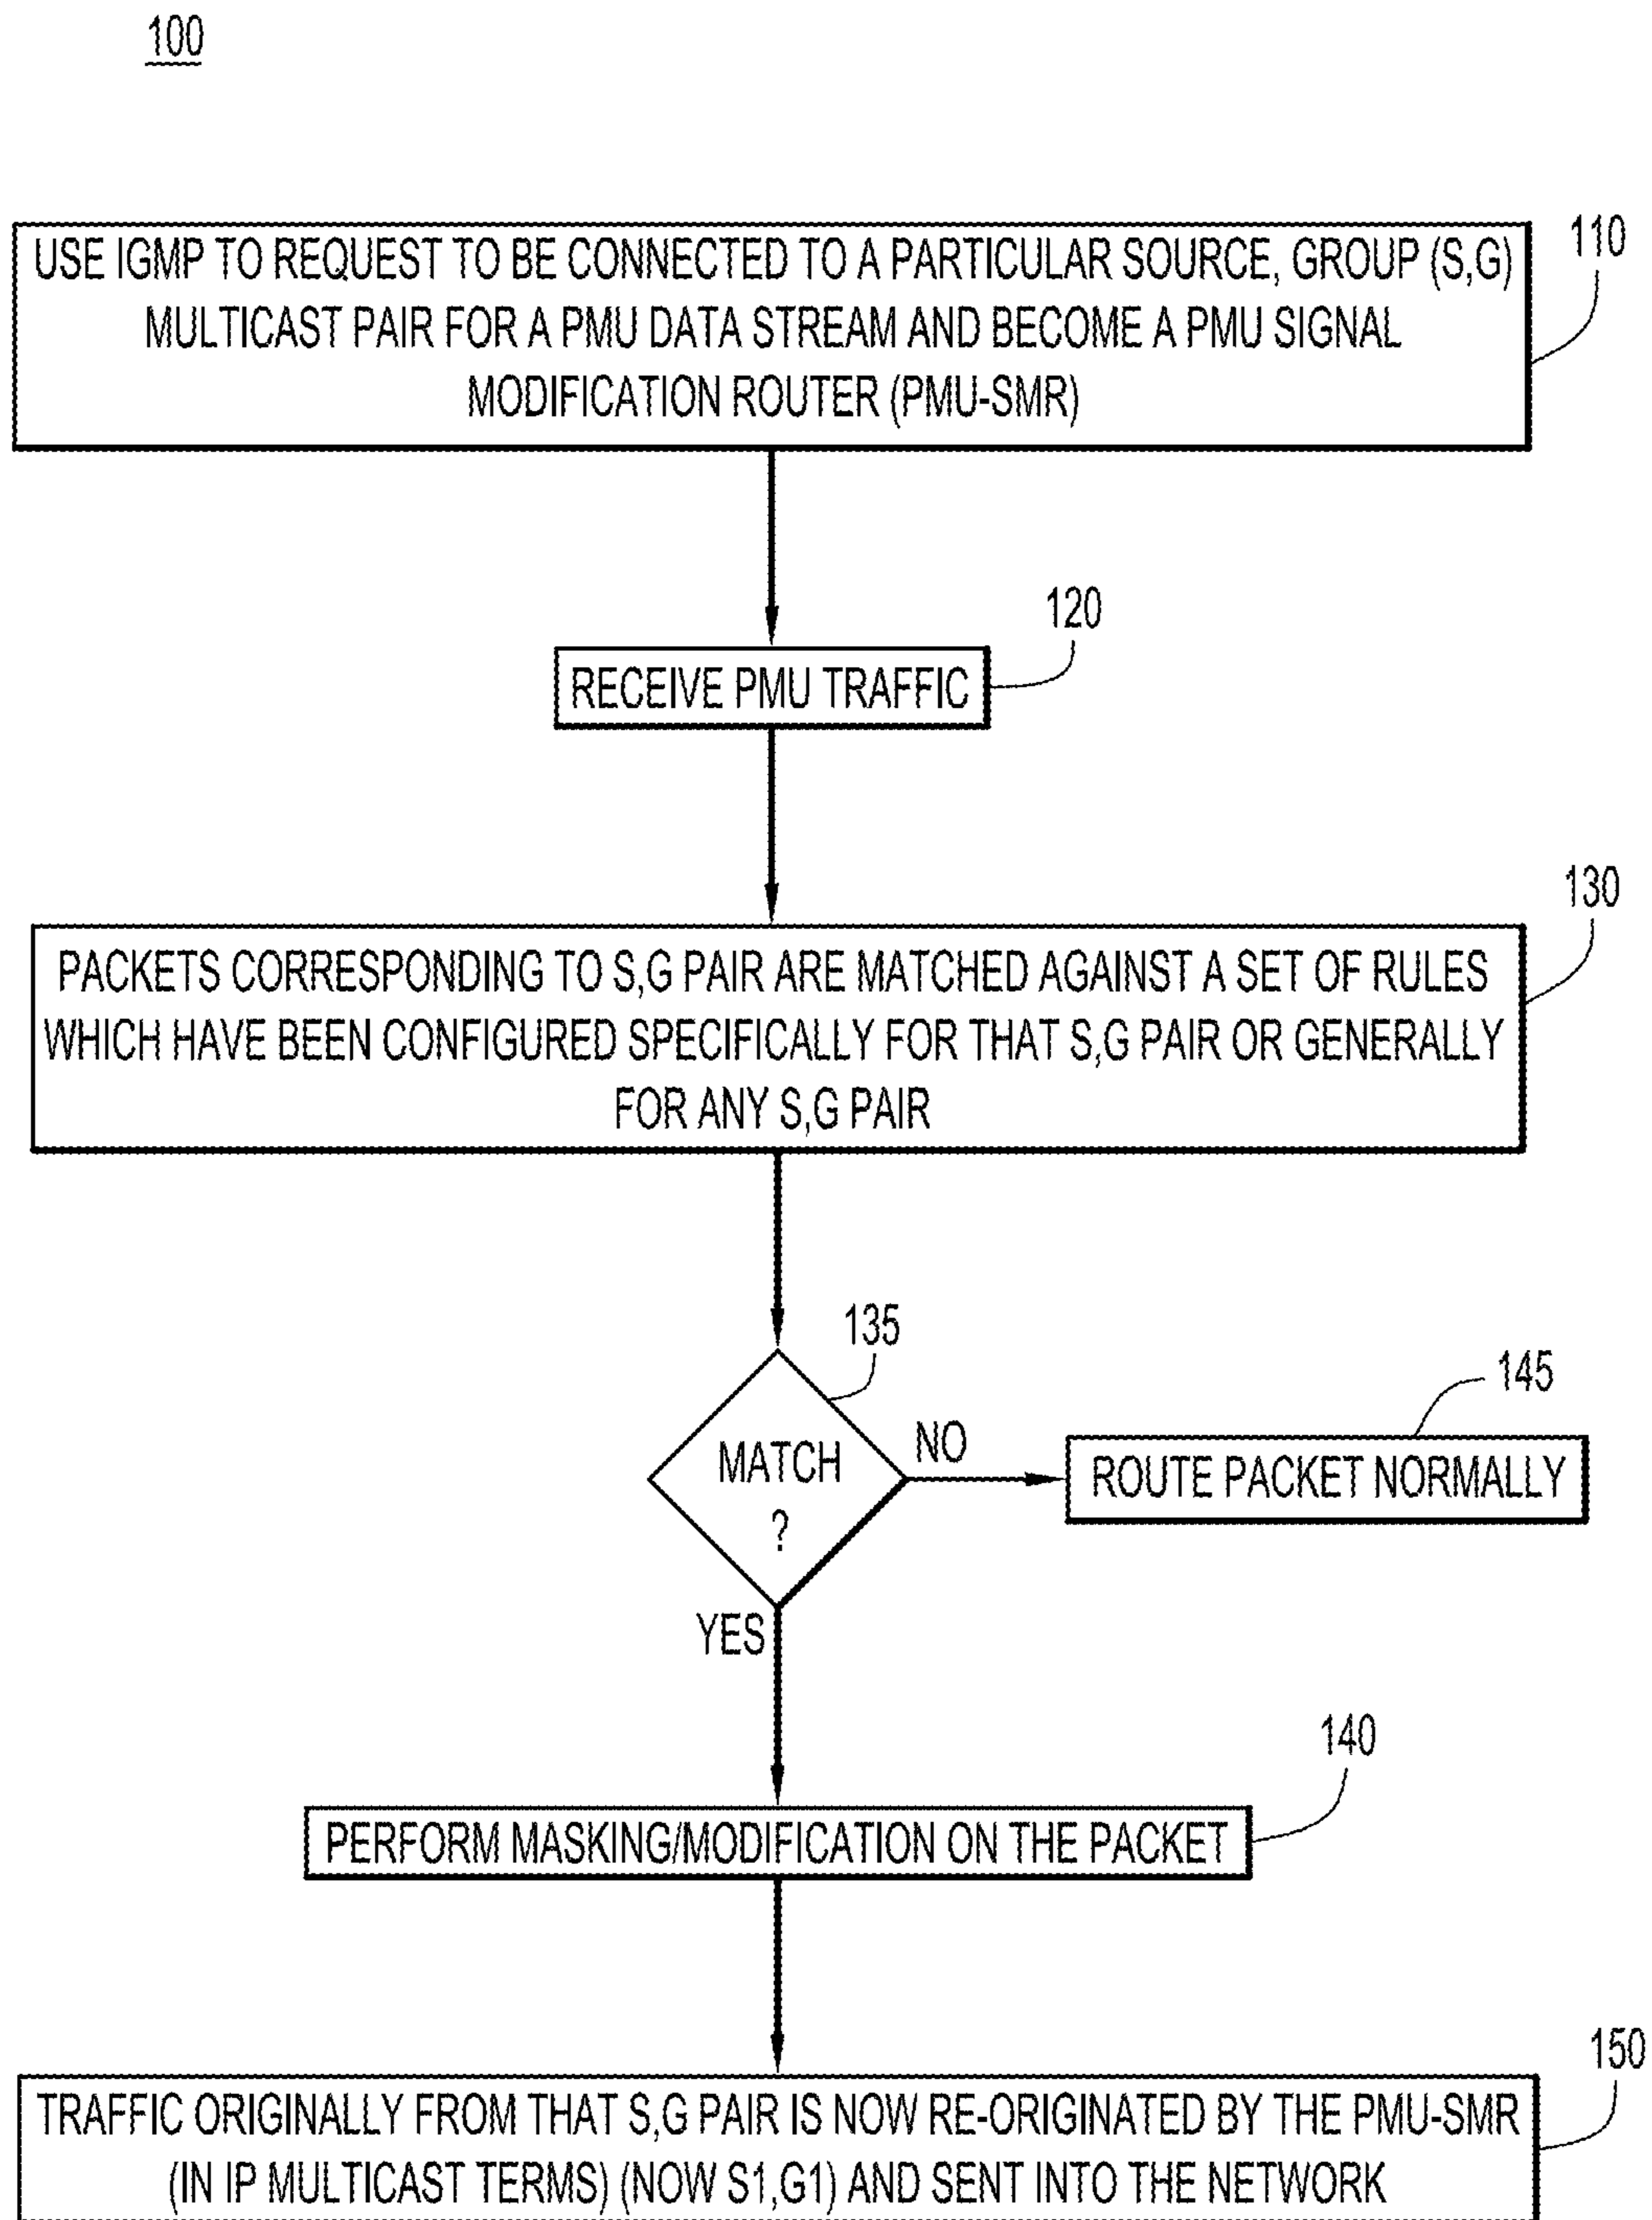 100
USE IGMP TO REQUEST TO BE CONNECTED TO A PARTICULAR SOURCE, GROUP (S,G)
MULTICAST PAIR FOR A PMU DATA STREAM AND BECOME A PMU SIGNAL
MODIFICATION ROUTER (PMU-SMR)
110
RECEIVE PMU TRAFFIC
120
PACKETS CORRESPONDING TO S,G PAIR ARE MATCHED AGAINST A SET OF RULES
WHICH HAVE BEEN CONFIGURED SPECIFICALLY FOR THAT S,G PAIR OR GENERALLY
FOR ANY S,G PAIR
130
MATCH
?
135
NO
ROUTE PACKET NORMALLY
145
YES
PERFORM MASKING/MODIFICATION ON THE PACKET
140
TRAFFIC ORIGINALLY FROM THAT S,G PAIR IS NOW RE-ORIGINATED BY THE PMU-SMR
(IN IP MULTICAST TERMS) (NOW S1,G1) AND SENT INTO THE NETWORK
150